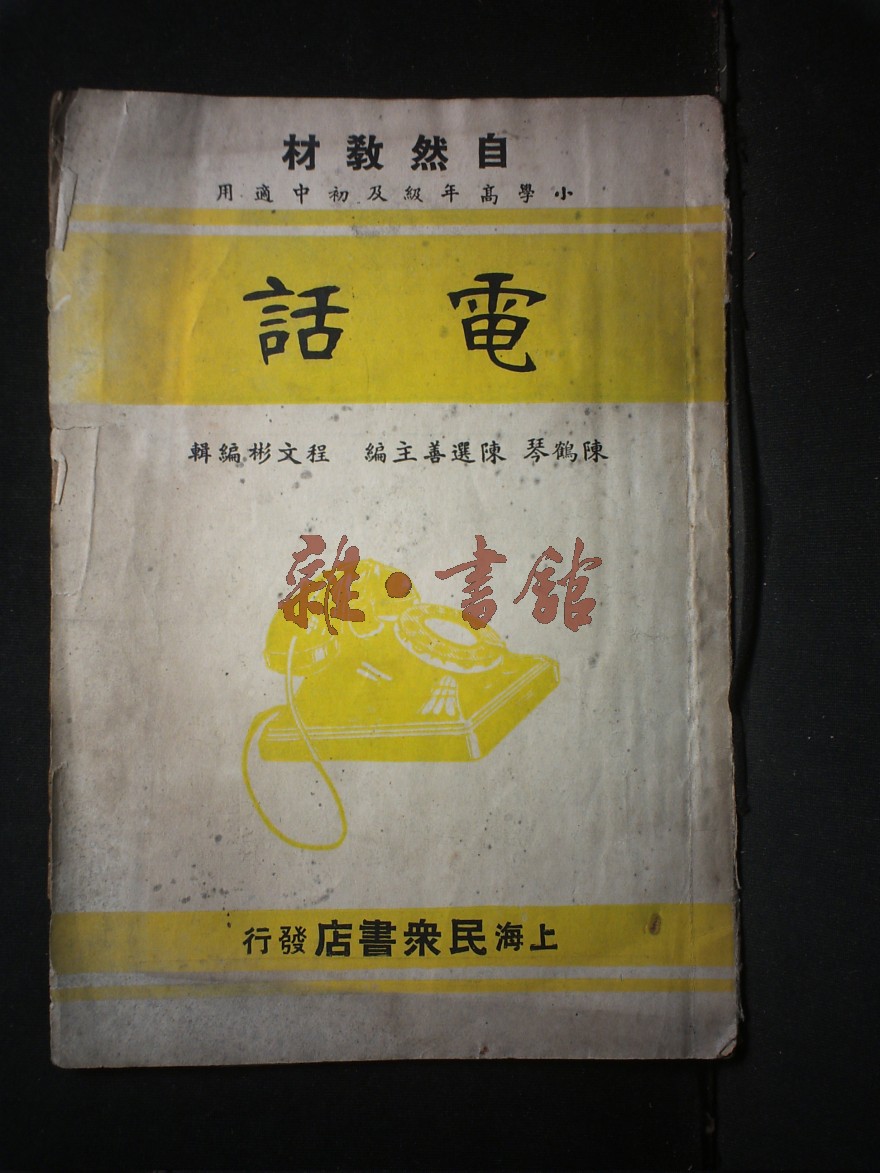 自然教材
小學高年級及初中適用
電話
陳鶴琴 陳選善主編 程文彬編輯
雜·書館
上海民衆書店發行